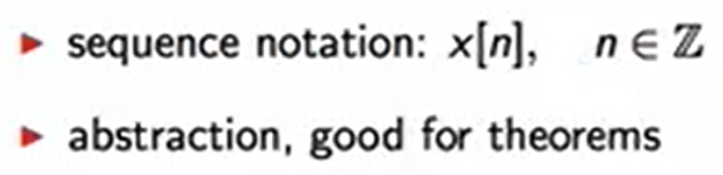 ▶ sequence notation: x[n], n ∈ ℤ
▶ abstraction, good for theorems